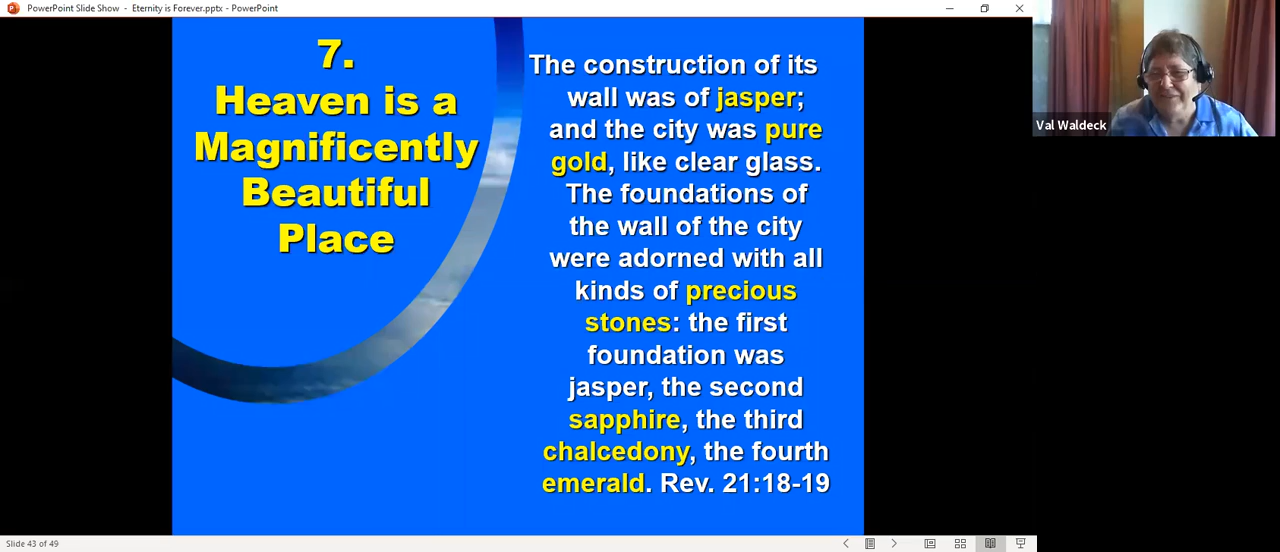 PowerPoint Slide Show - Eternity is Forever.pptx - PowerPoint
7.
Heaven is a
Magnificently
Beautiful
Place
The construction of its
wall was of jasper;
and the city was pure
gold, like clear glass.
The foundations of
the wall of the city
were adorned with all
kinds of precious
stones: the first
foundation was
jasper, the second
sapphire, the third
chalcedony, the fourth
emerald. Rev. 21:18-19
Val Waldeck
Slide 43 of 49